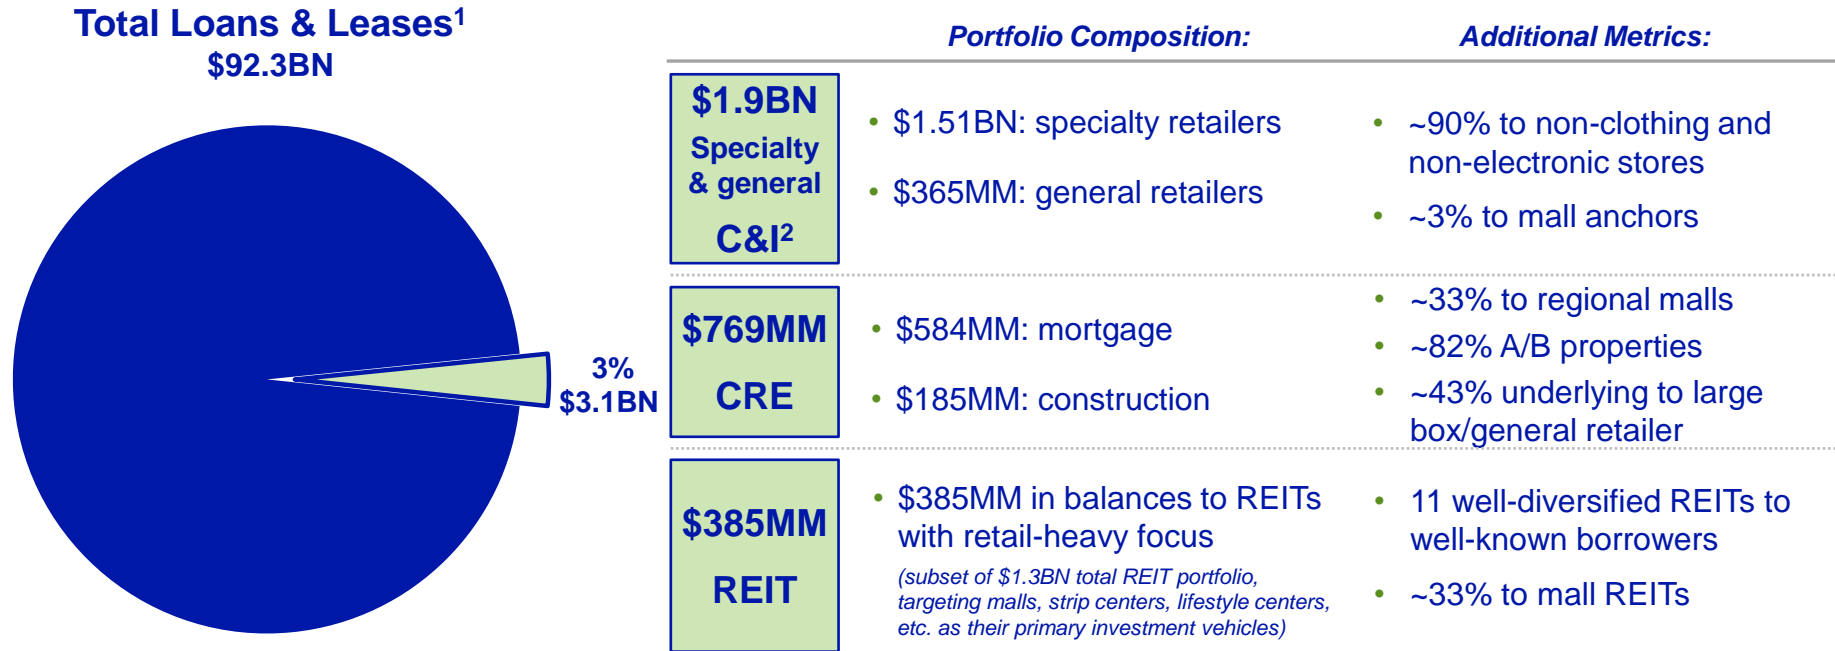 Total Loans & Leases¹
$92.3BN
3%
$3.1BN
Portfolio Composition:
Additional Metrics:
$1.9BN
Specialty
& general
C&I²
• $1.51BN: specialty retailers
• $365MM: general retailers
• ~90% to non-clothing and
non-electronic stores
• ~3% to mall anchors
$769MM
CRE
• $584MM: mortgage
• $185MM: construction
• ~33% to regional malls
• ~82% A/B properties
• ~43% underlying to large
box/general retailer
$385MM
REIT
• $385MM in balances to REITs
with retail-heavy focus
(subset of $1.3BN total REIT portfolio,
targeting malls, strip centers, lifestyle centers,
etc. as their primary investment vehicles)
• 11 well-diversified REITs to
well-known borrowers
• ~33% to mall REITs